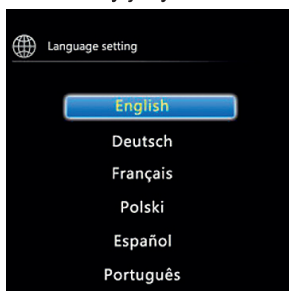 Language setting
English
Deutsch
Français
Polski
Español
Português